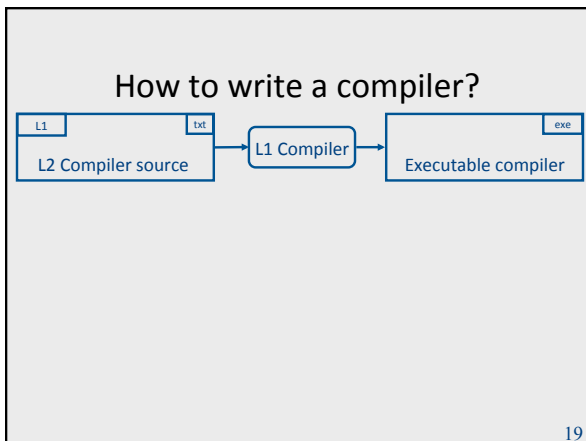 How to write a compiler?
L1
txt
L2 Compiler source
L1 Compiler
exe
Executable compiler
19